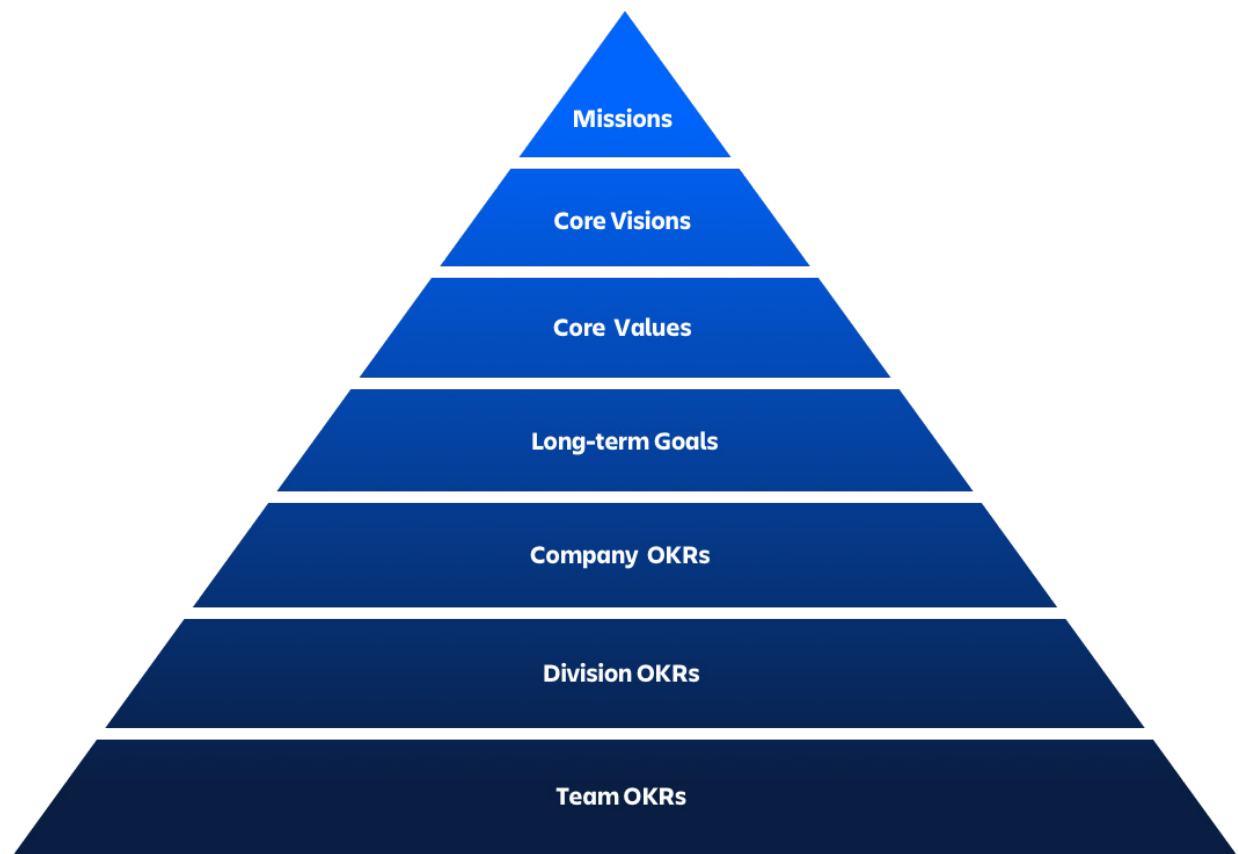 Missions
Core Visions
Core Values
Long-term Goals
Company OKRs
Division OKRs
Team OKRs